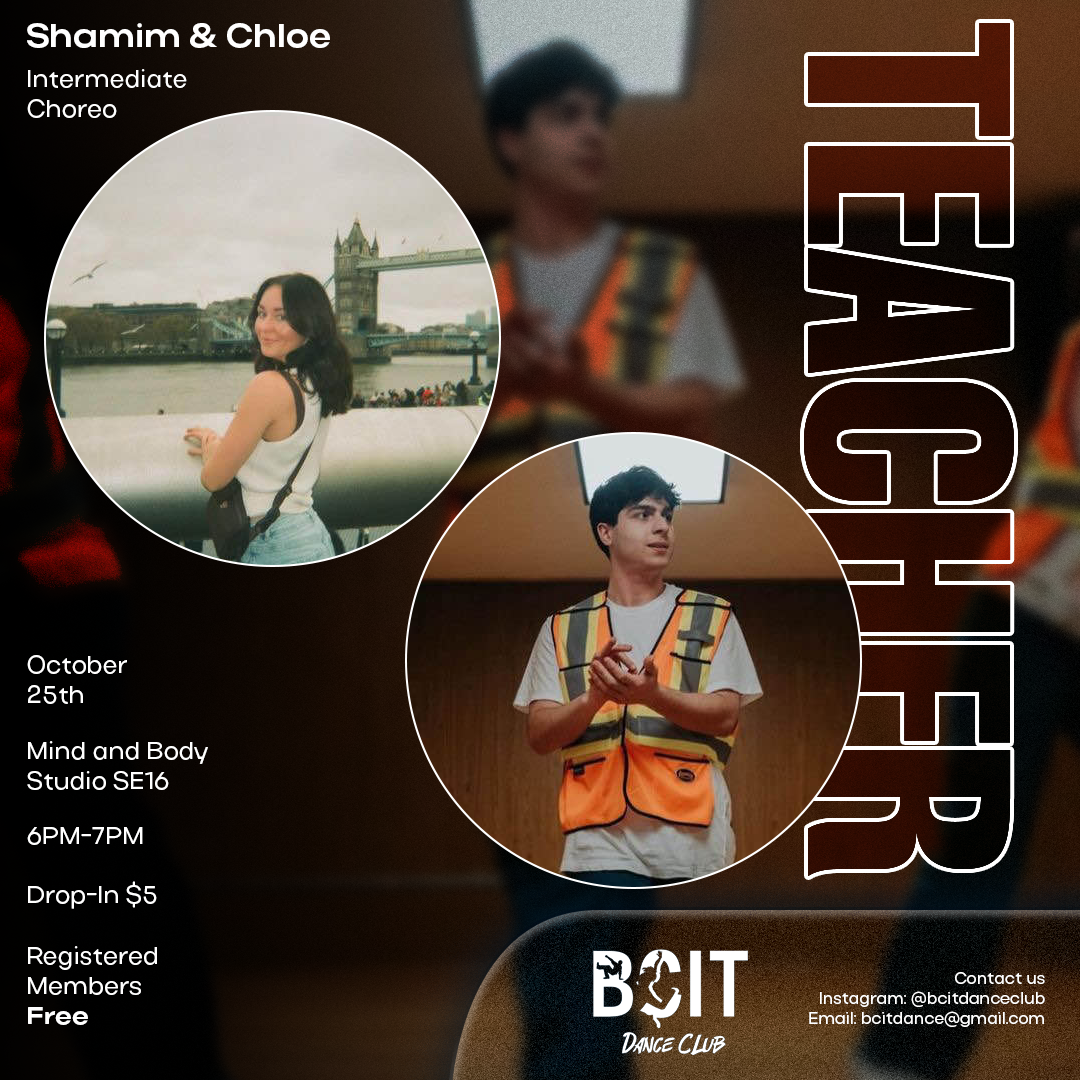 Shamim & Chloe
Intermediate
Choreo
TEACHER
October
25th
Mind and Body
Studio SE16
6PM-7PM
Drop-In $5
Registered
Members
Free
BCIT
DANCE CLUB
Contact us
Instagram: @bcitdanceclub
Email: bcitdance@gmail.com